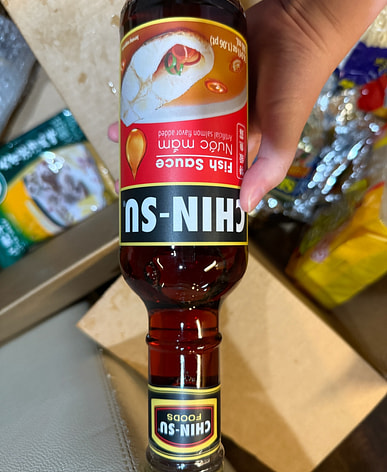 CHIN-SU
FOODS
CHIN-SU
Fish Sauce
Nước mắm
Artificial salmon flavor added